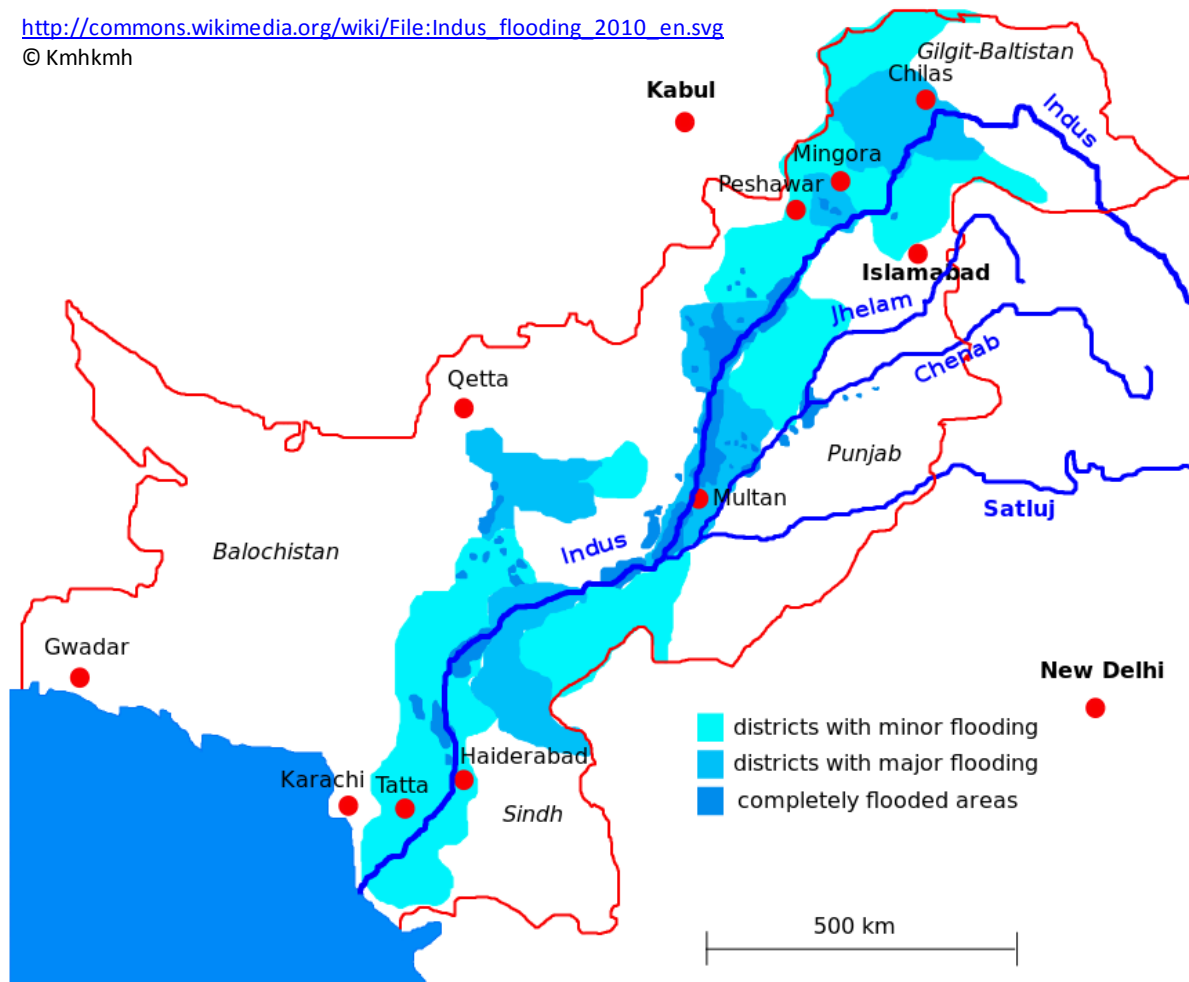 http://commons.wikimedia.org/wiki/File:Indus_flooding_2010_en.svg
© Kmhkmh
Gilgit-Baltistan
Chilas
Kabul
Indus
Mingora
Peshawar
Islamabad
Jhelam
Chenab
Qetta
Punjab
Multan
Satluj
Indus
Balochistan
Gwadar
New Delhi
districts with minor flooding
districts with major flooding
completely flooded areas
Haiderabad
Karachi
Tatta
Sindh
500 km